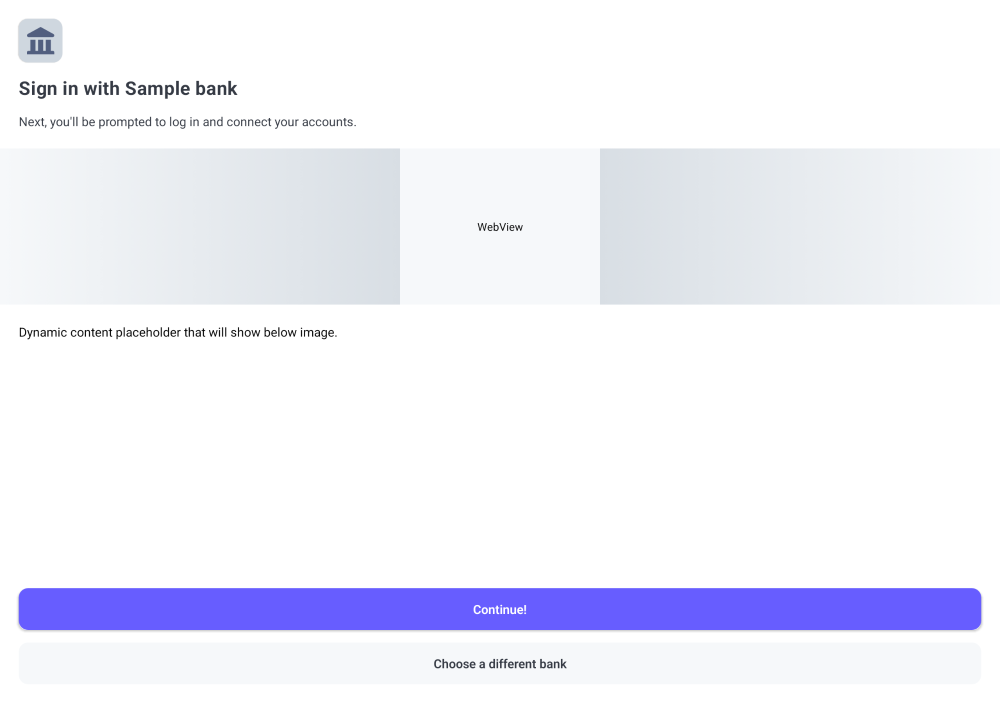 Sign in with Sample bank
Next, you'll be prompted to log in and connect your accounts.
WebView
Dynamic content placeholder that will show below image.
Continue!
Choose a different bank